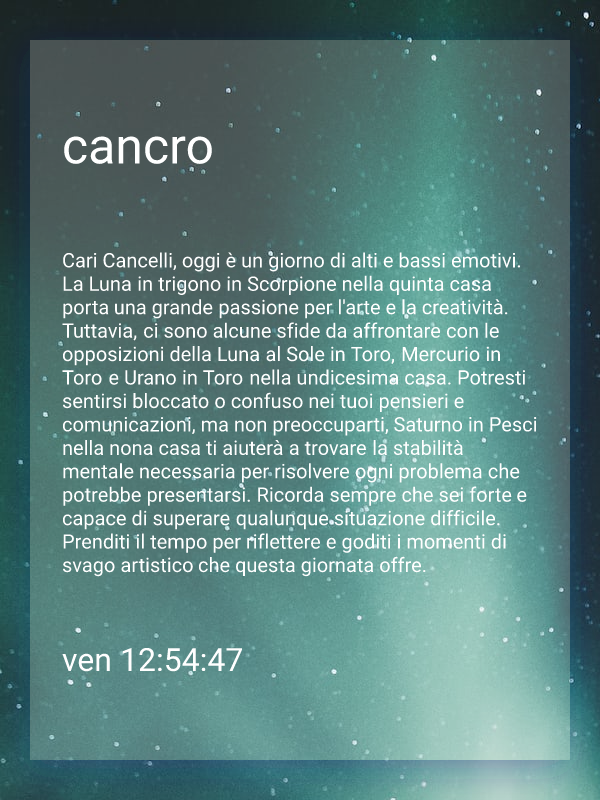 cancro
Cari Cancelli, oggi è un giorno di alti e bassi emotivi.
La Luna in trigono in Scorpione nella quinta casa
porta una grande passione per l'arte e la creatività.
Tuttavia, ci sono alcune sfide da affrontare con le
opposizioni della Luna al Sole in Toro, Mercurio in
Toro e Urano in Toro nella undicesima casa. Potresti
sentirsi bloccato o confuso nei tuoi pensieri e
comunicazioni, ma non preoccuparti, Saturno in Pesci
nella nona casa ti aiuterà a trovare la stabilità
mentale necessaria per risolvere ogni problema che
potrebbe presentarsi. Ricorda sempre che sei forte e
capace di superare qualunque situazione difficile.
Prenditi il tempo per riflettere e goditi i momenti di
svago artistico che questa giornata offre.
ven 12:54:47